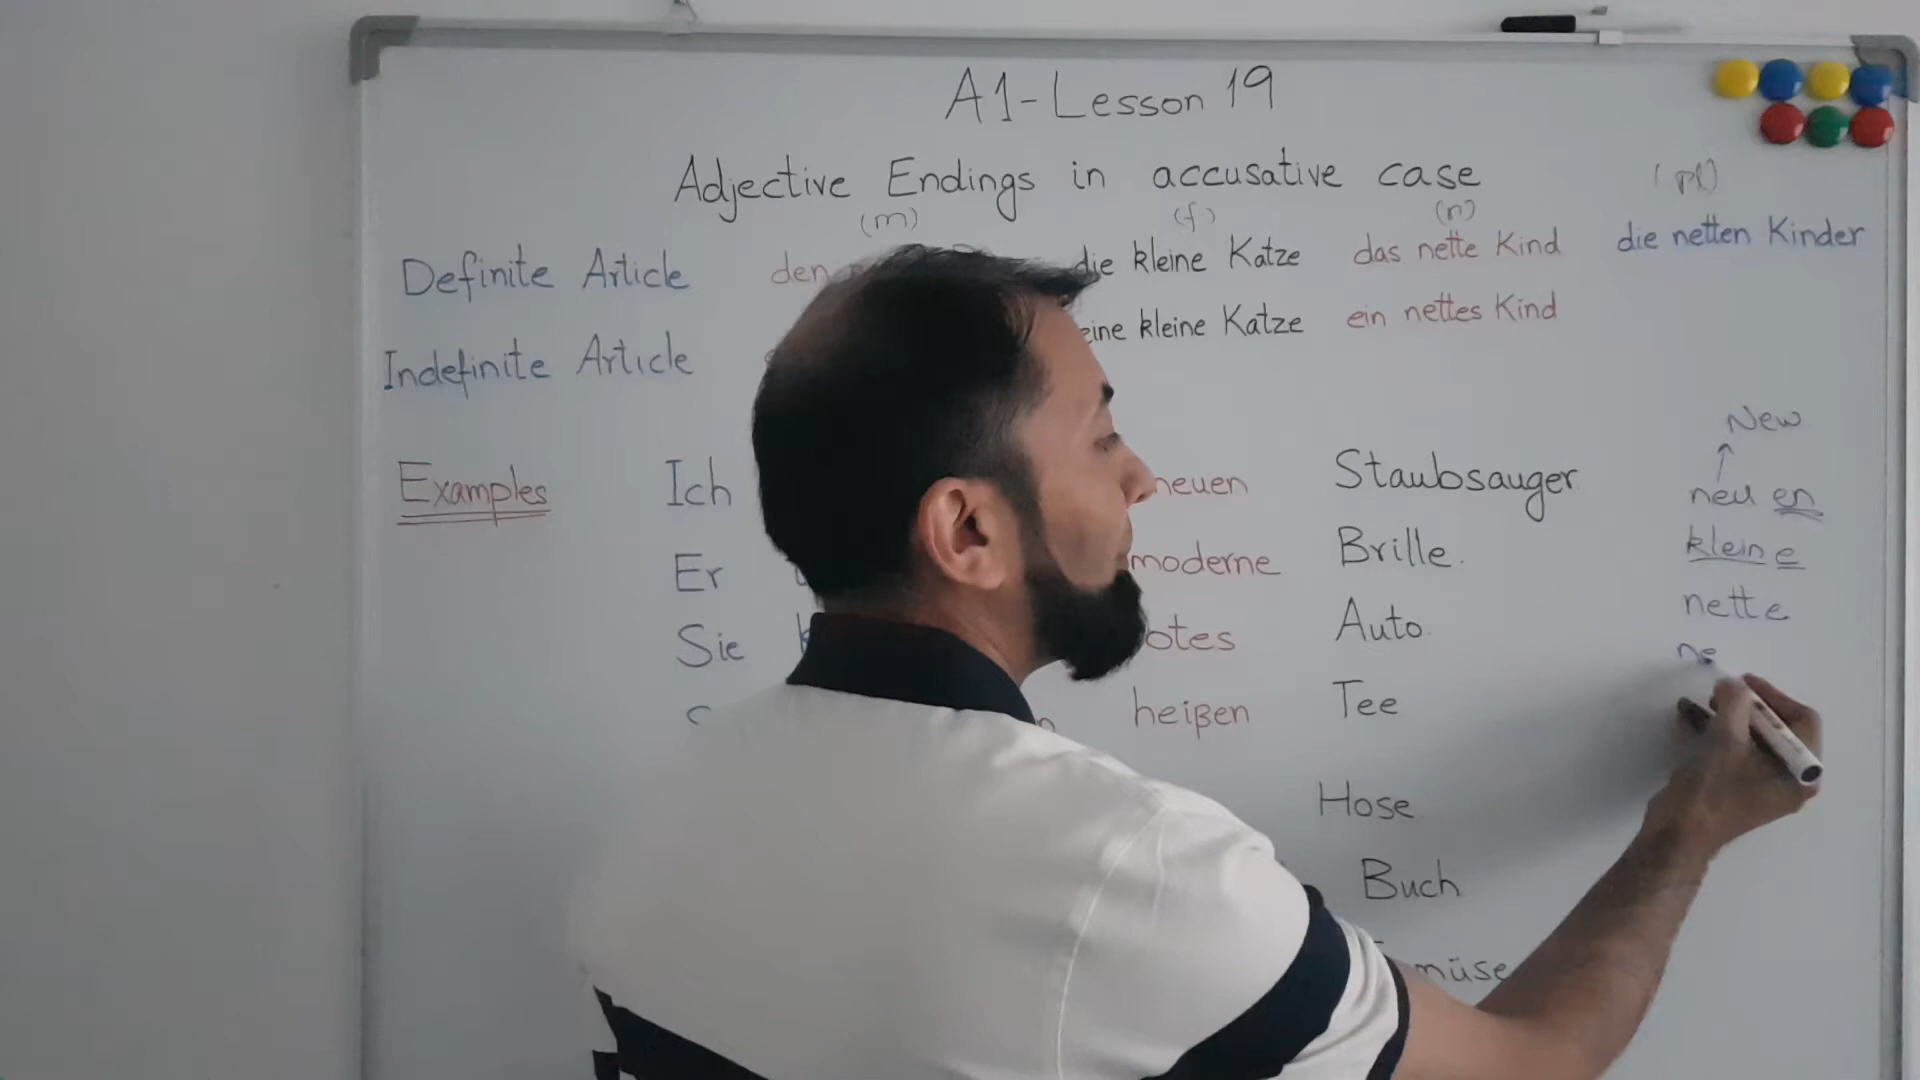 A1-Lesson 19
Adjective Endings in accusative case
(m) (f) (n) (pl)
Definite Article den die kleine Katze das nette Kind die netten Kinder
Indefinite Article eine kleine Katze ein nettes Kind
New
Examples Ich neuen Staubsauger neuen
Er moderne Brille. kleine
Sie otes Auto. nette
ne
heißen Tee
Hose
Buch
müse